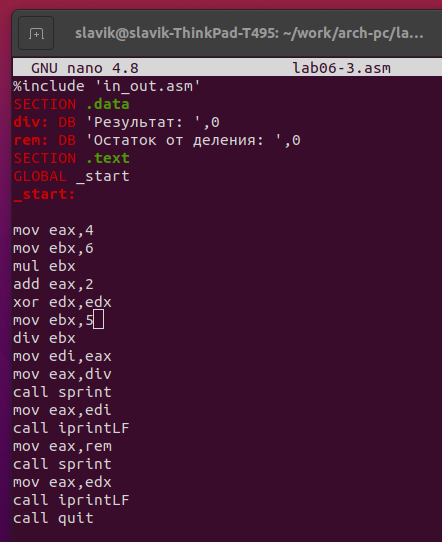 slavik@slavik-ThinkPad-T495: ~/work/arch-pc/la...
GNU nano 4.8 lab06-3.asm
%include 'in_out.asm'
SECTION .data
div: DB 'Результат: ',0
rem: DB 'Остаток от деления: ',0
SECTION .text
GLOBAL _start
_start:
mov eax,4
mov ebx,6
mul ebx
add eax,2
xor edx,edx
mov ebx,5
div ebx
mov edi,eax
mov eax,div
call sprint
mov eax,edi
call iprintLF
mov eax,rem
call sprint
mov eax,edx
call iprintLF
call quit